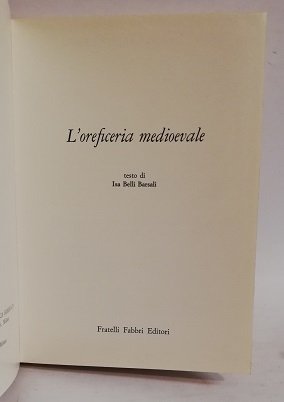 L'oreficeria medioevale
testo di
Isa Belli Barsali
Fratelli Fabbri Editori